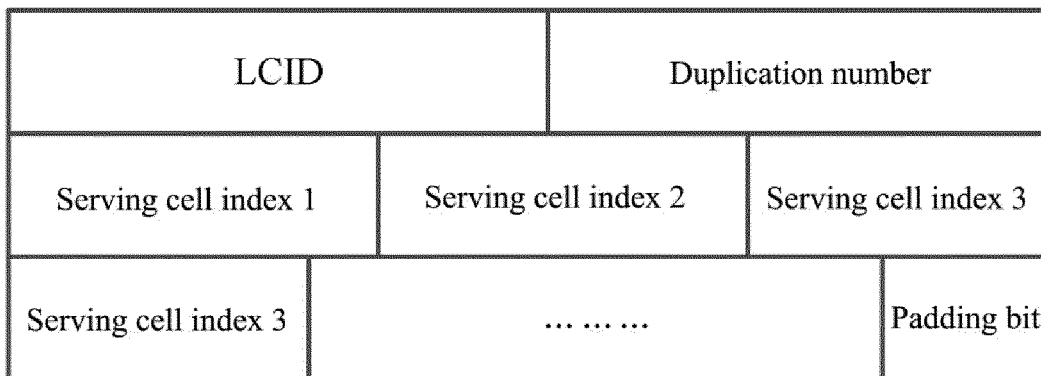 LCID Duplication number
Serving cell index 1 Serving cell index 2 Serving cell index 3
Serving cell index 3 ... ... ... Padding bit